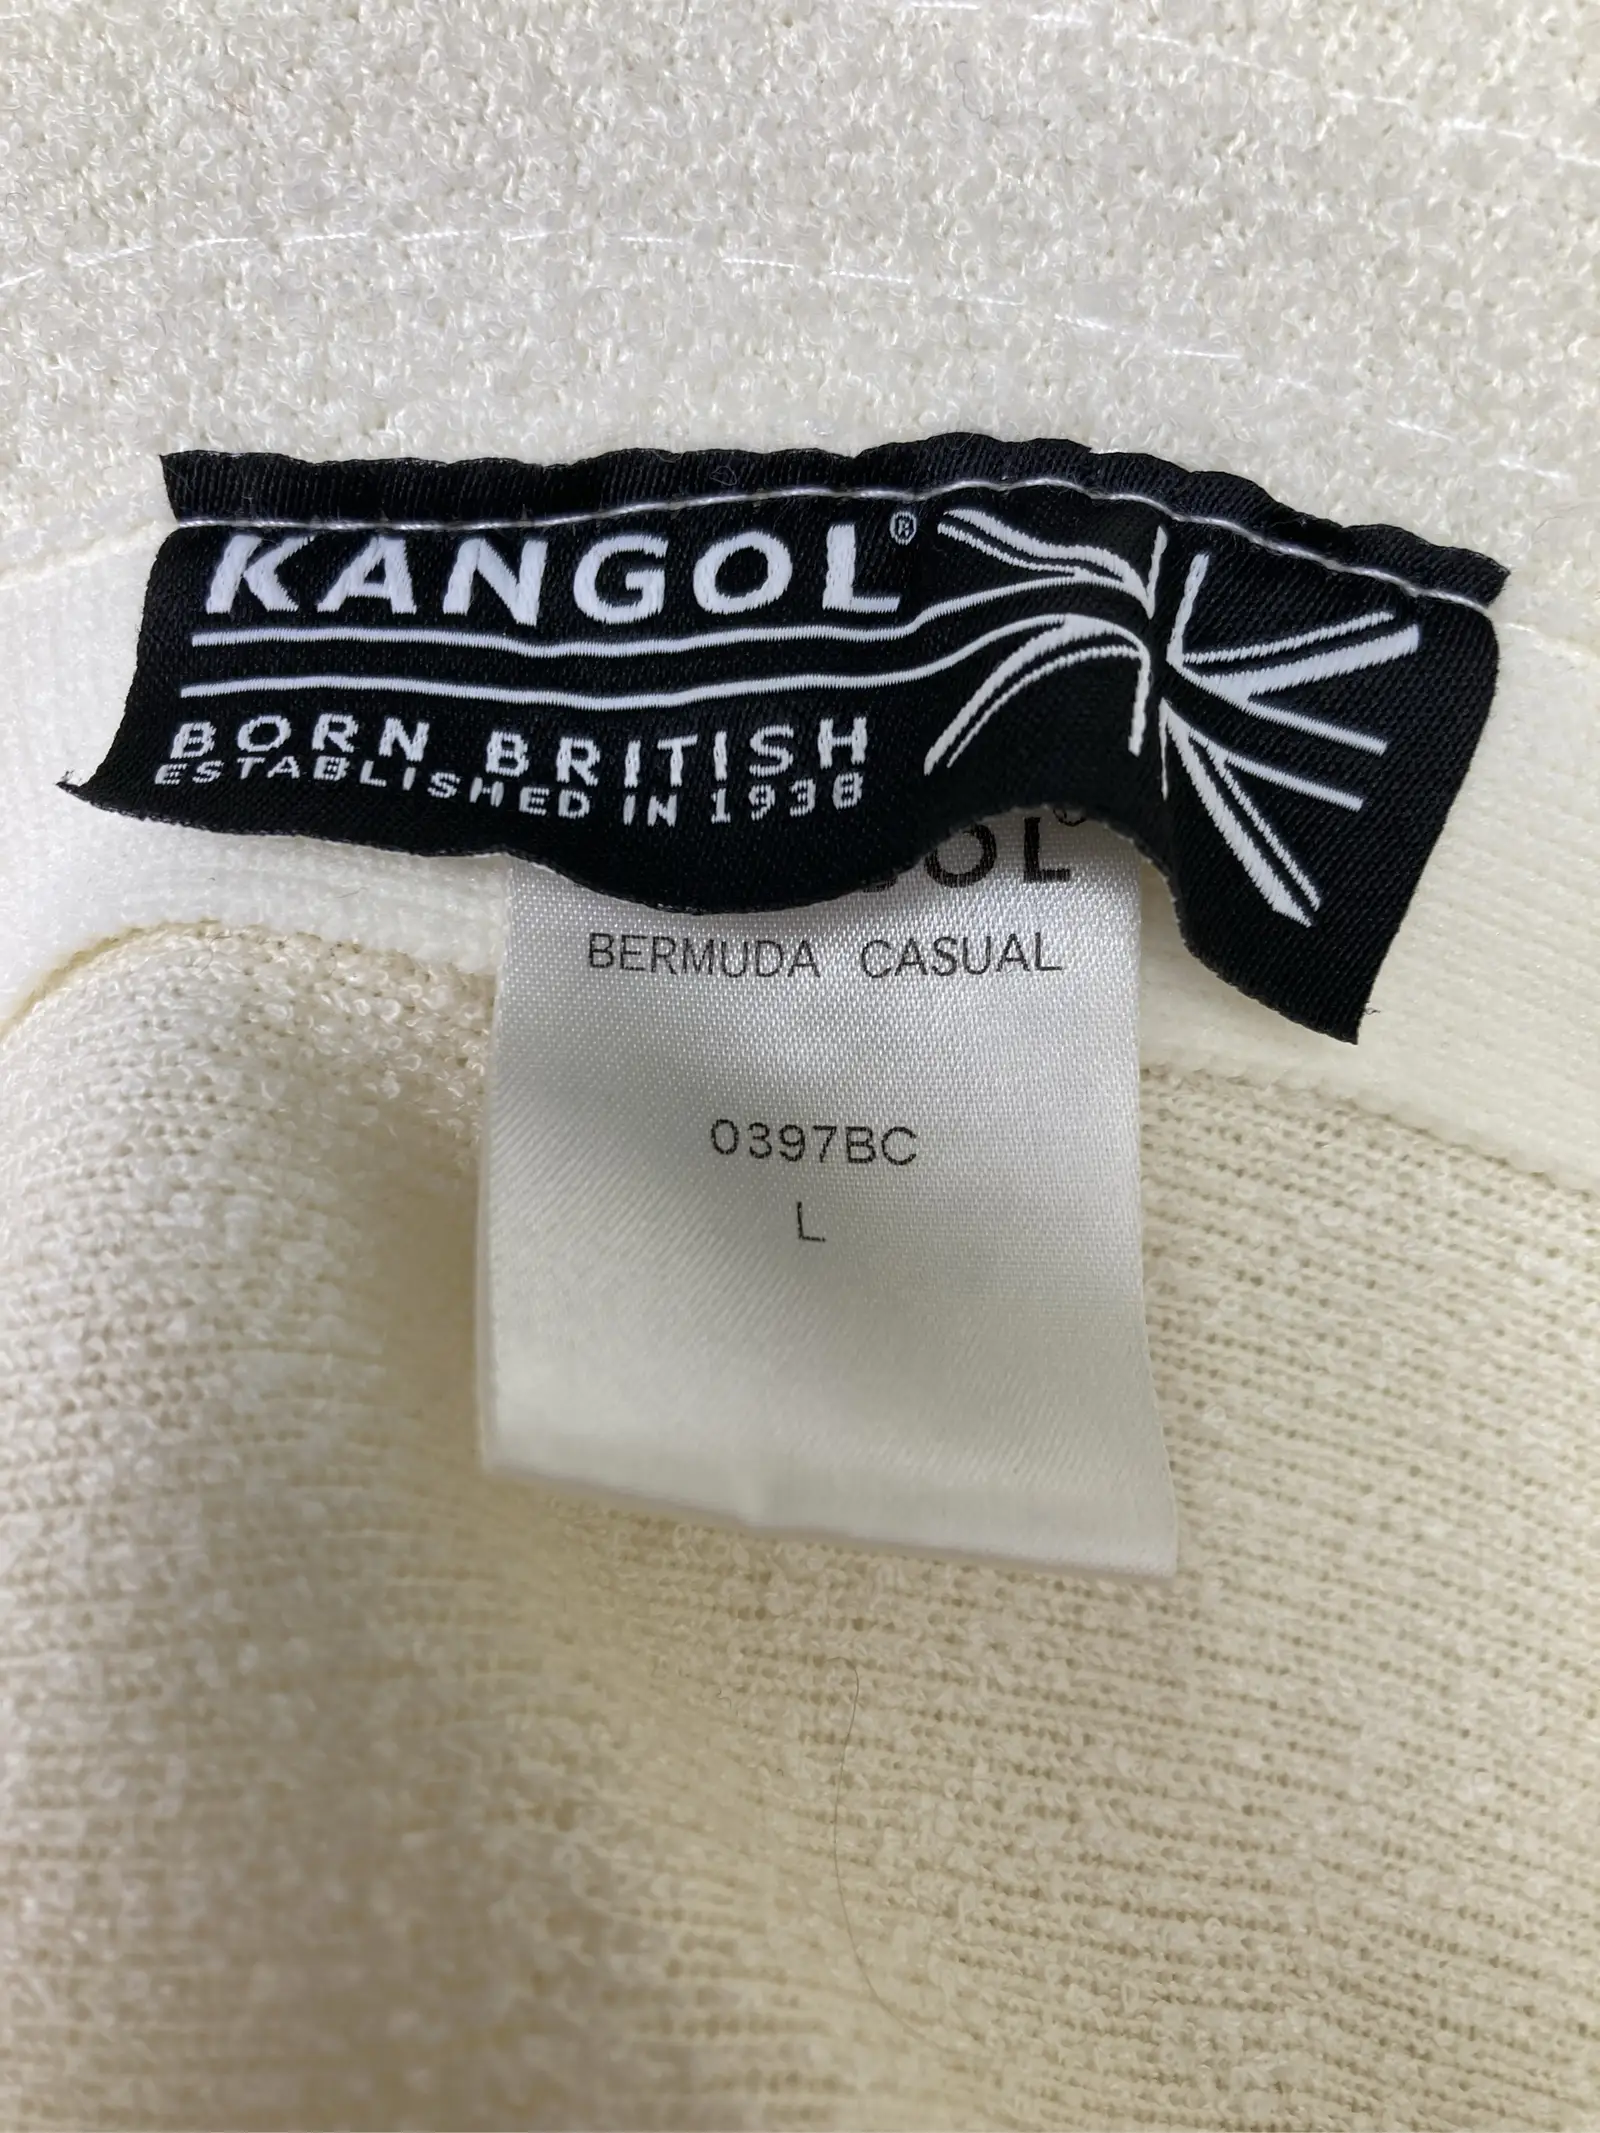 KANGOL®
BORN BRITISH
ESTABLISHED IN 1938
BERMUDA CASUAL
0397BC
L